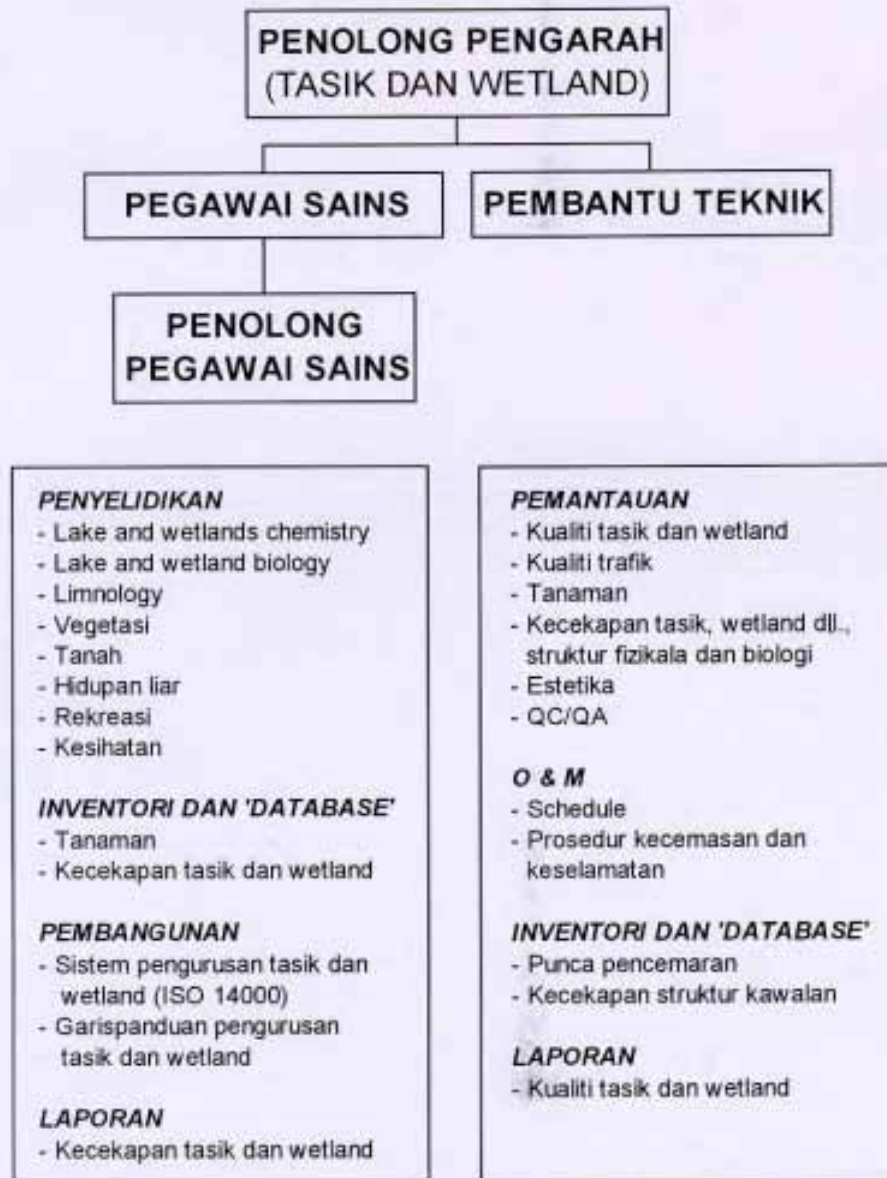 PENOLONG PENGARAH
(TASIK DAN WETLAND)
PEGAWAI SAINS
PEMBANTU TEKNIK
PENOLONG
PEGAWAI SAINS
PENYELIDIKAN
- Lake and wetlands chemistry
- Lake and wetland biology
- Limnology
- Vegetasi
- Tanah
- Hidupan liar
- Rekreasi
- Kesihatan
INVENTORI DAN 'DATABASE'
- Tanaman
- Kecekapan tasik dan wetland
PEMBANGUNAN
- Sistem pengurusan tasik dan
wetland (ISO 14000)
- Garispanduan pengurusan
tasik dan wetland
LAPORAN
- Kecekapan tasik dan wetland
PEMANTAUAN
- Kualiti tasik dan wetland
- Kualiti trafik
- Tanaman
- Kecekapan tasik, wetland dll.,
struktur fizikala dan biologi
- Estetika
- QC/QA
O & M
- Schedule
- Prosedur kecemasan dan
keselamatan
INVENTORI DAN 'DATABASE'
- Punca pencemaran
- Kecekapan struktur kawalan
LAPORAN
- Kualiti tasik dan wetland